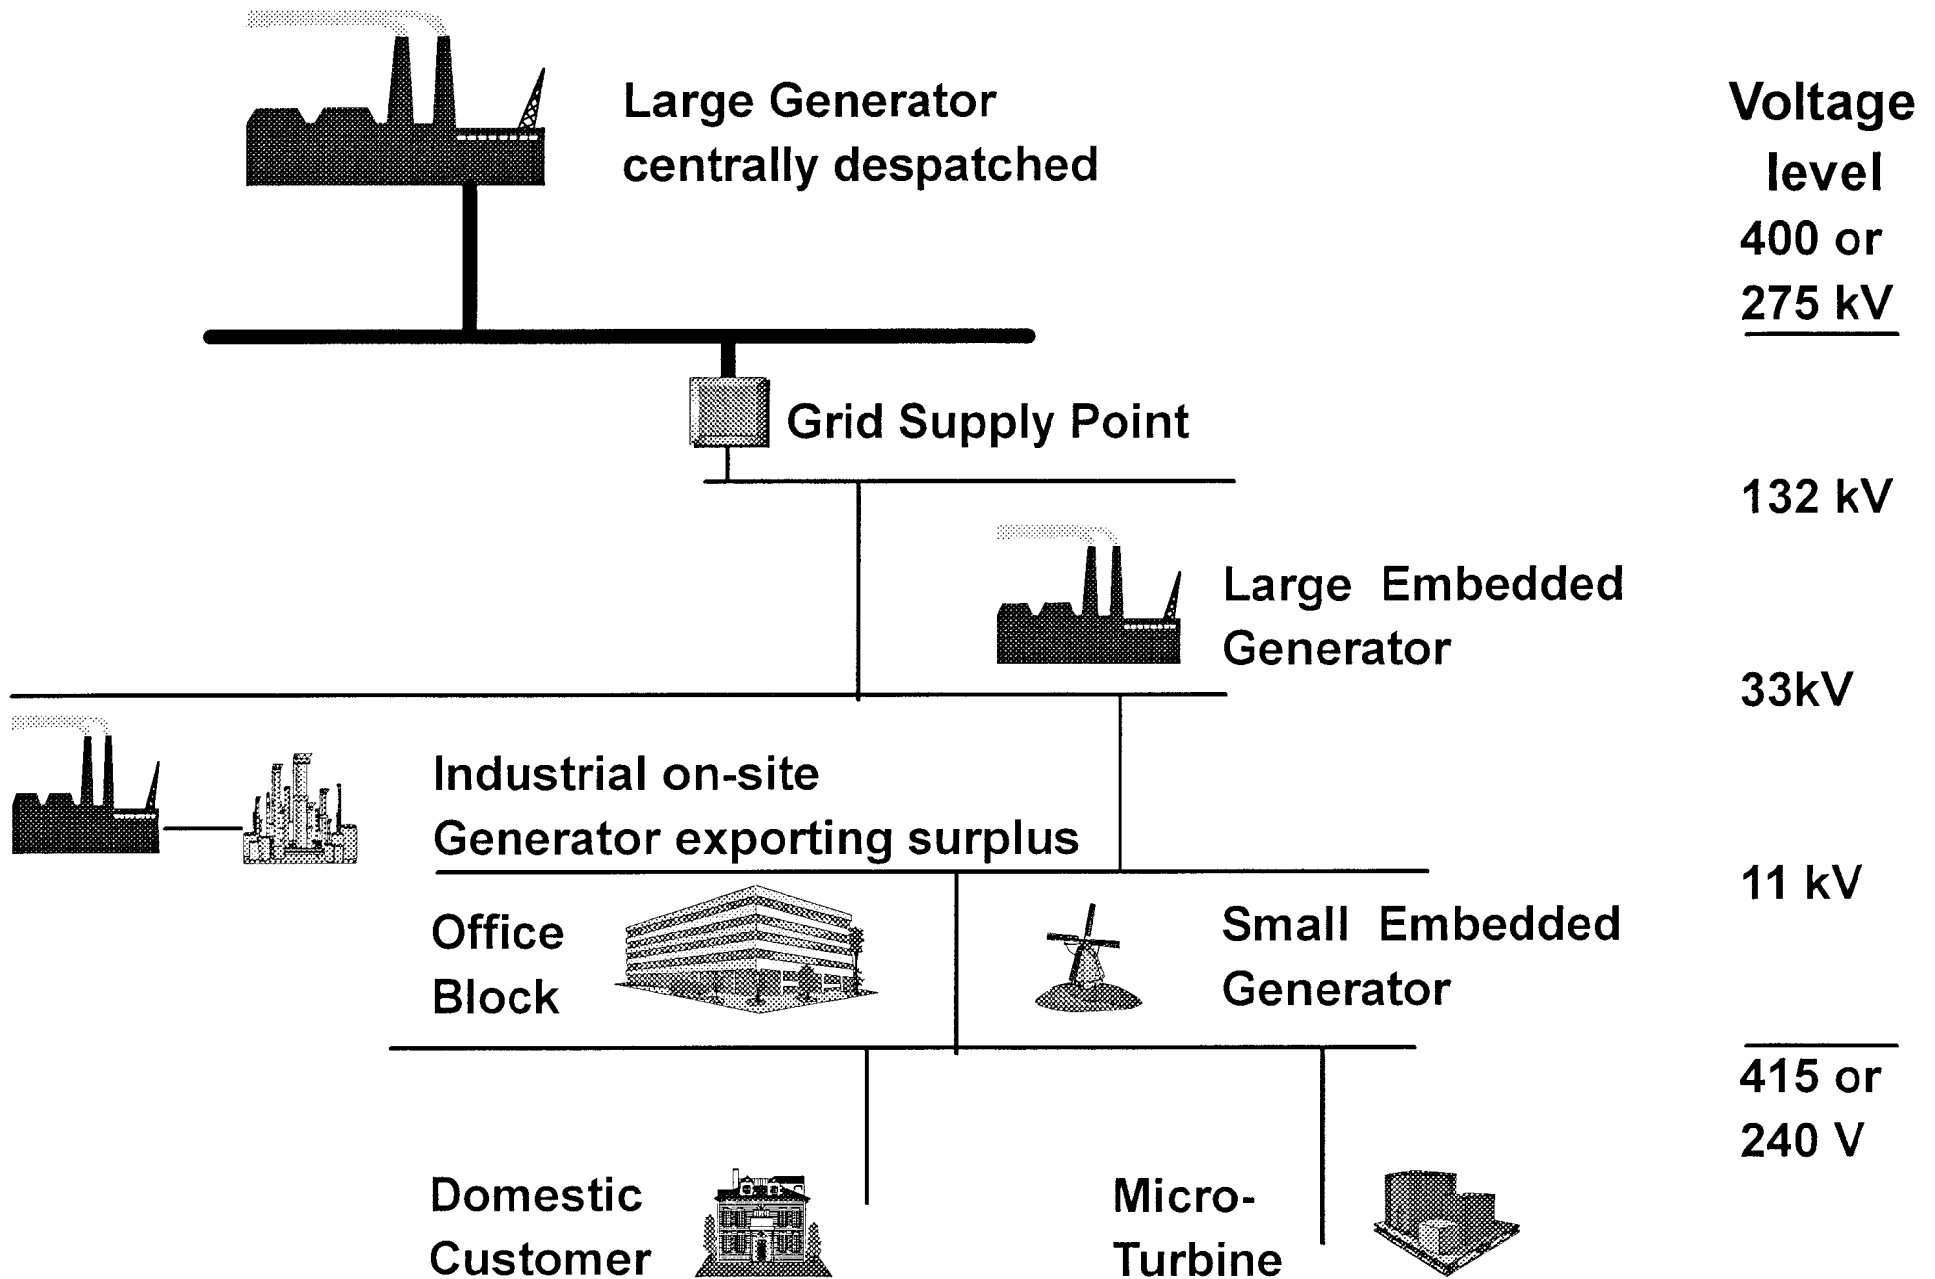 Large Generator
centrally despatched
Voltage
level
400 or
275 kV
Grid Supply Point
132 kV
Large Embedded
Generator
33kV
Industrial on-site
Generator exporting surplus
11 kV
Office
Block
Small Embedded
Generator
415 or
240 V
Domestic
Customer
Micro-
Turbine